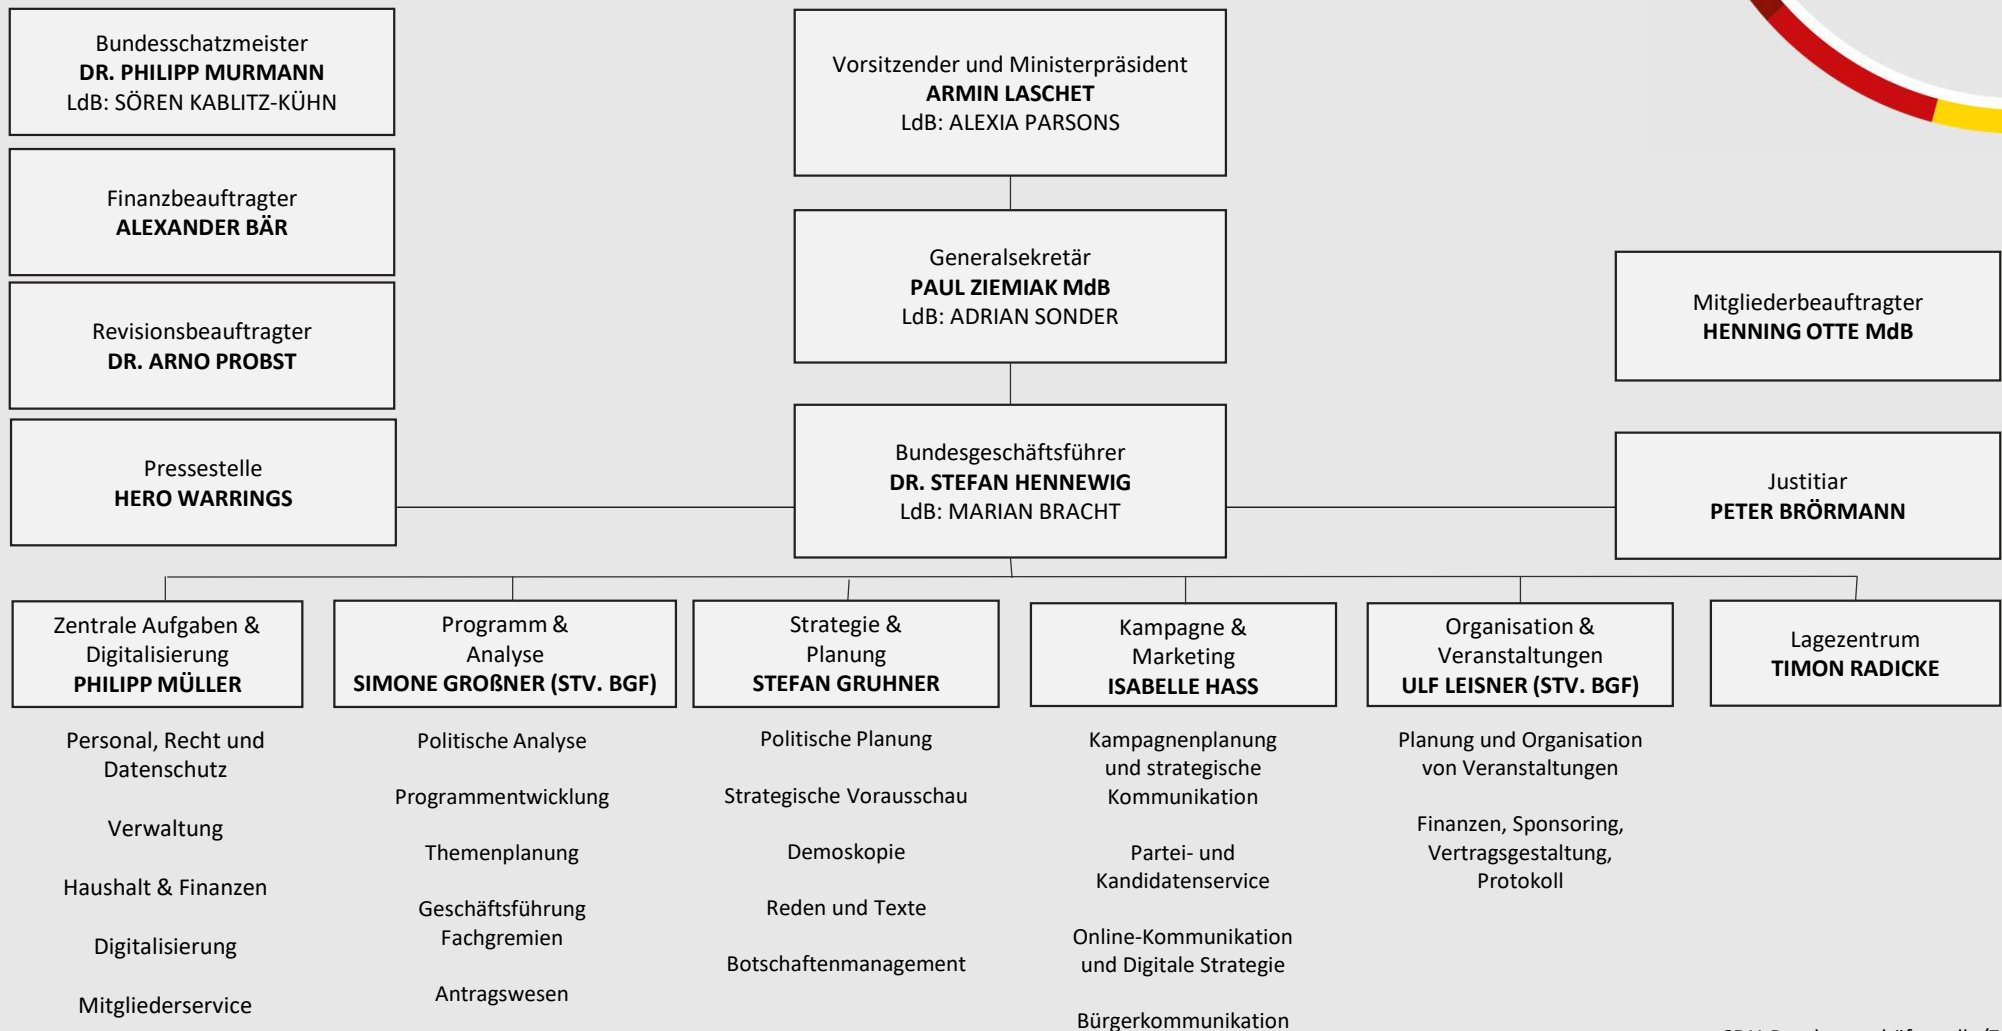 Bundesschatzmeister
DR. PHILIPP MURMANN
LdB: SÖREN KABLITZ-KÜHN
Finanzbeauftragter
ALEXANDER BÄR
Revisionsbeauftragter
DR. ARNO PROBST
Pressestelle
HERO WARRINGS
Vorsitzender und Ministerpräsident
ARMIN LASCHET
LdB: ALEXIA PARSONS
Generalsekretär
PAUL ZIEMIAK MdB
LdB: ADRIAN SONDER
Bundesgeschäftsführer
DR. STEFAN HENNEWIG
LdB: MARIAN BRACHT
Mitgliederbeauftragter
HENNING OTTE MdB
Justitiar
PETER BRÖRMANN
Zentrale Aufgaben &
Digitalisierung
PHILIPP MÜLLER
Personal, Recht und
Datenschutz
Verwaltung
Haushalt & Finanzen
Digitalisierung
Mitgliederservice
Programm &
Analyse
SIMONE GROßNER (STV. BGF)
Politische Analyse
Programmentwicklung
Themenplanung
Geschäftsführung
Fachgremien
Antragswesen
Strategie &
Planung
STEFAN GRUHNER
Politische Planung
Strategische Vorausschau
Demoskopie
Reden und Texte
Botschaftenmanagement
Kampagne &
Marketing
ISABELLE HASS
Kampagnenplanung
und strategische
Kommunikation
Partei- und
Kandidatenservice
Online-Kommunikation
und Digitale Strategie
Bürgerkommunikation
Organisation &
Veranstaltungen
ULF LEISNER (STV. BGF)
Planung und Organisation
von Veranstaltungen
Finanzen, Sponsoring,
Vertragsgestaltung,
Protokoll
Lagezentrum
TIMON RADICKE